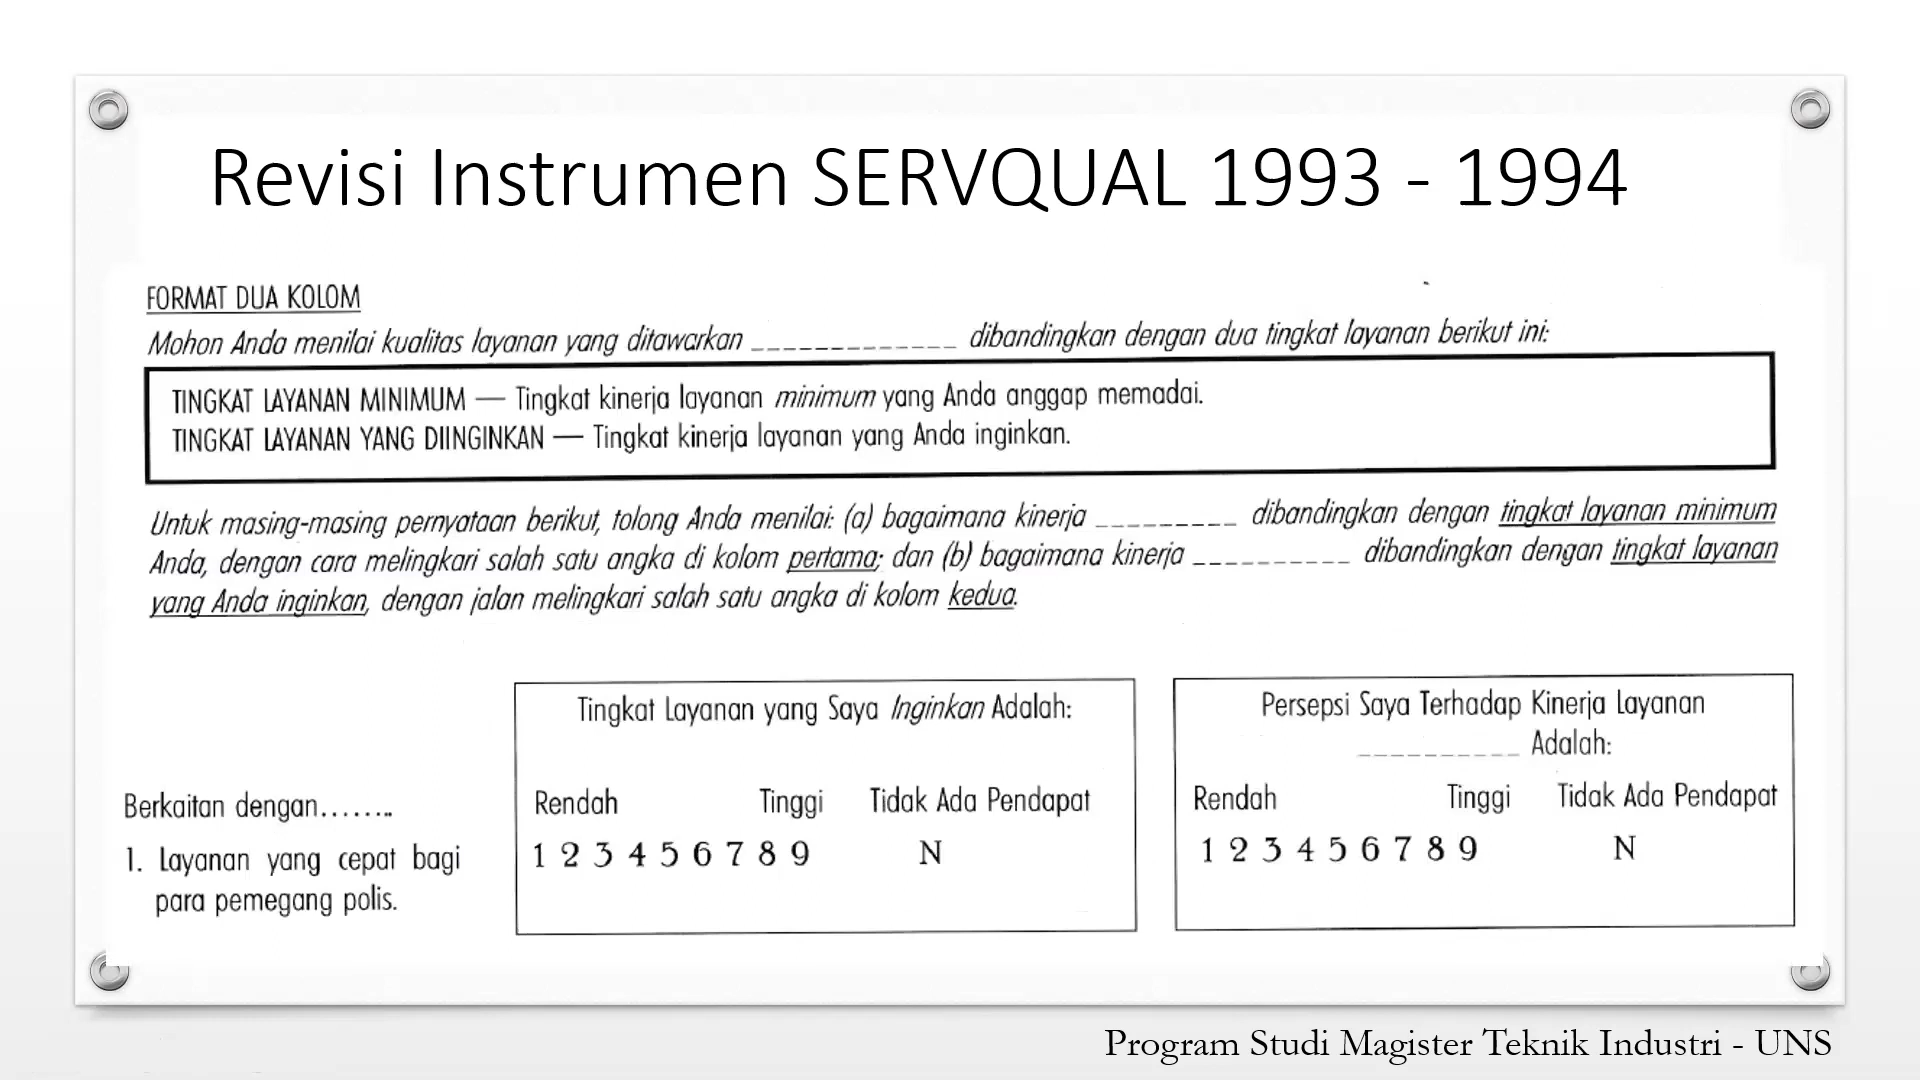 Revisi Instrumen SERVQUAL 1993 - 1994
FORMAT DUA KOLOM
Mohon Anda menilai kualitas layanan yang ditawarkan _____________ dibandingkan dengan dua tingkat layanan berikut ini:
TINGKAT LAYANAN MINIMUM — Tingkat kinerja layanan minimum yang Anda anggap memadai.
TINGKAT LAYANAN YANG DIINGINKAN — Tingkat kinerja layanan yang Anda inginkan.
Untuk masing-masing pernyataan berikut, tolong Anda menilai: (a) bagaimana kinerja _________ dibandingkan dengan tingkat layanan minimum
Anda, dengan cara melingkari salah satu angka di kolom pertama; dan (b) bagaimana kinerja __________ dibandingkan dengan tingkat layanan
yang Anda inginkan, dengan jalan melingkari salah satu angka di kolom kedua.
Berkaitan dengan........
1. Layanan yang cepat bagi
para pemegang polis.
Tingkat Layanan yang Saya Inginkan Adalah:
Rendah Tinggi Tidak Ada Pendapat
1 2 3 4 5 6 7 8 9 N
Persepsi Saya Terhadap Kinerja Layanan
__________ Adalah:
Rendah Tinggi Tidak Ada Pendapat
1 2 3 4 5 6 7 8 9 N
Program Studi Magister Teknik Industri - UNS